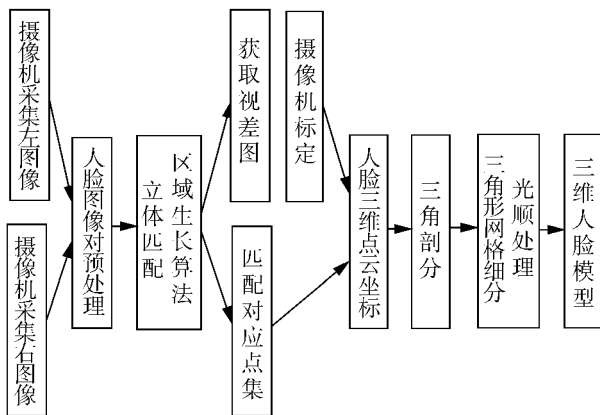 摄像机采集左图像
摄像机采集右图像
人脸图像对预处理
区域生长算法
立体匹配
获取视差图
匹配对应点集
摄像机标定
人脸三维点云坐标
三角剖分
光顺处理
三角形网格细分
三维人脸模型